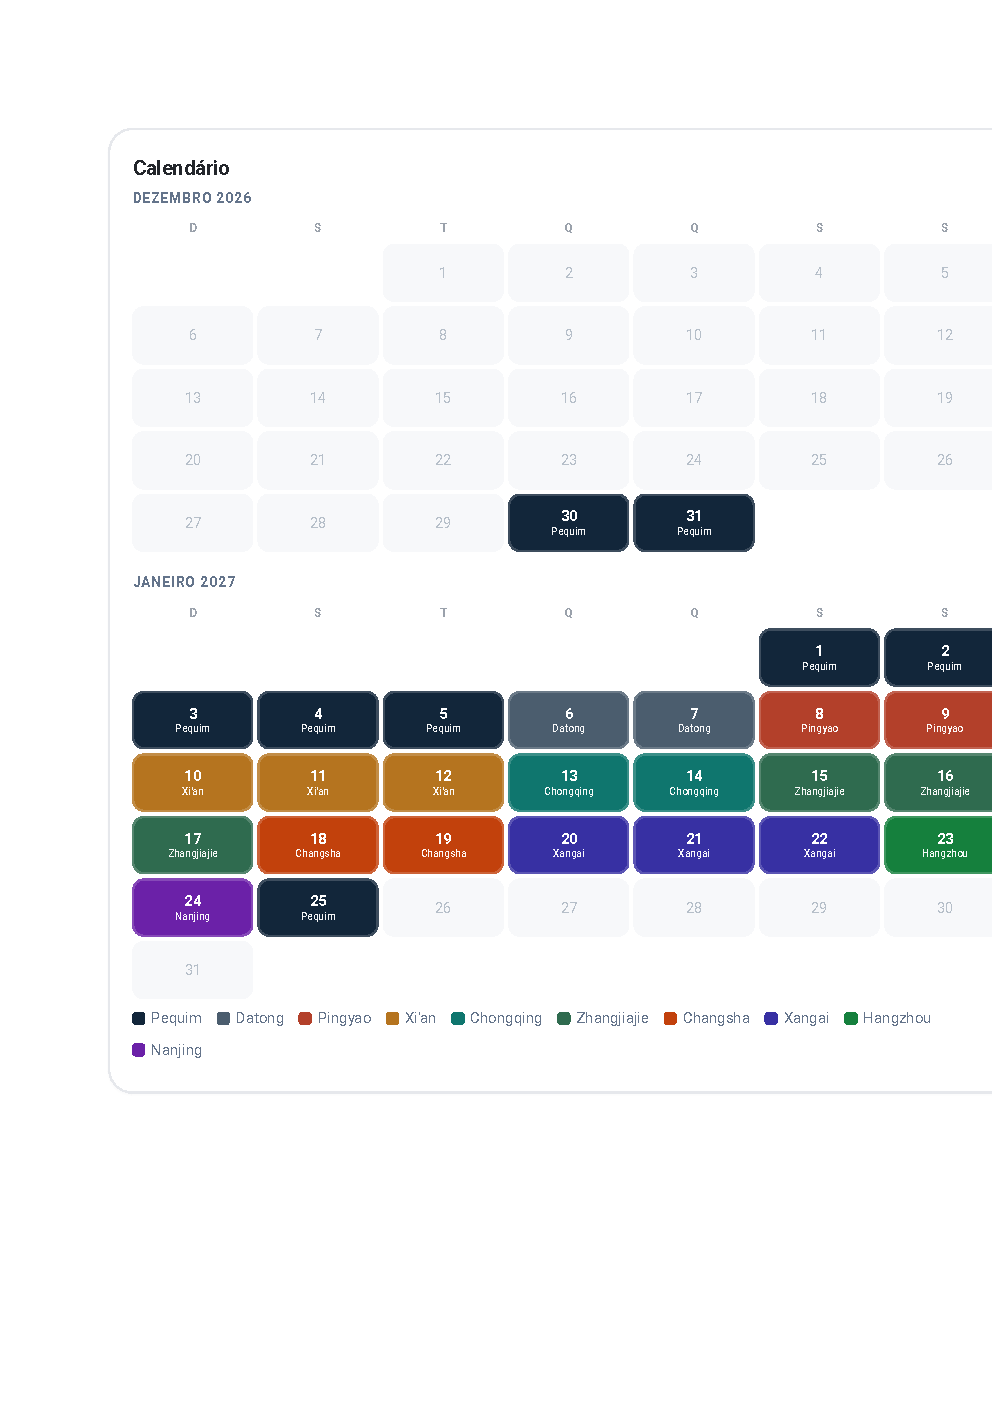 Calendário
DEZEMBRO 2026
D S T Q Q S S
1 2 3 4 5
6 7 8 9 10 11 12
13 14 15 16 17 18 19
20 21 22 23 24 25 26
27 28 29 30 31
Pequim Pequim
JANEIRO 2027
D S T Q Q S S
1 2
Pequim Pequim
3 4 5 6 7 8 9
Pequim Pequim Pequim Datong Datong Pingyao Pingyao
10 11 12 13 14 15 16
Xi'an Xi'an Xi'an Chongqing Chongqing Zhangjiajie Zhangjiajie
17 18 19 20 21 22 23
Zhangjiajie Changsha Changsha Xangai Xangai Xangai Hangzhou
24 25 26 27 28 29 30
Nanjing Pequim
31
Pequim Datong Pingyao Xi'an Chongqing Zhangjiajie Changsha Xangai Hangzhou
Nanjing